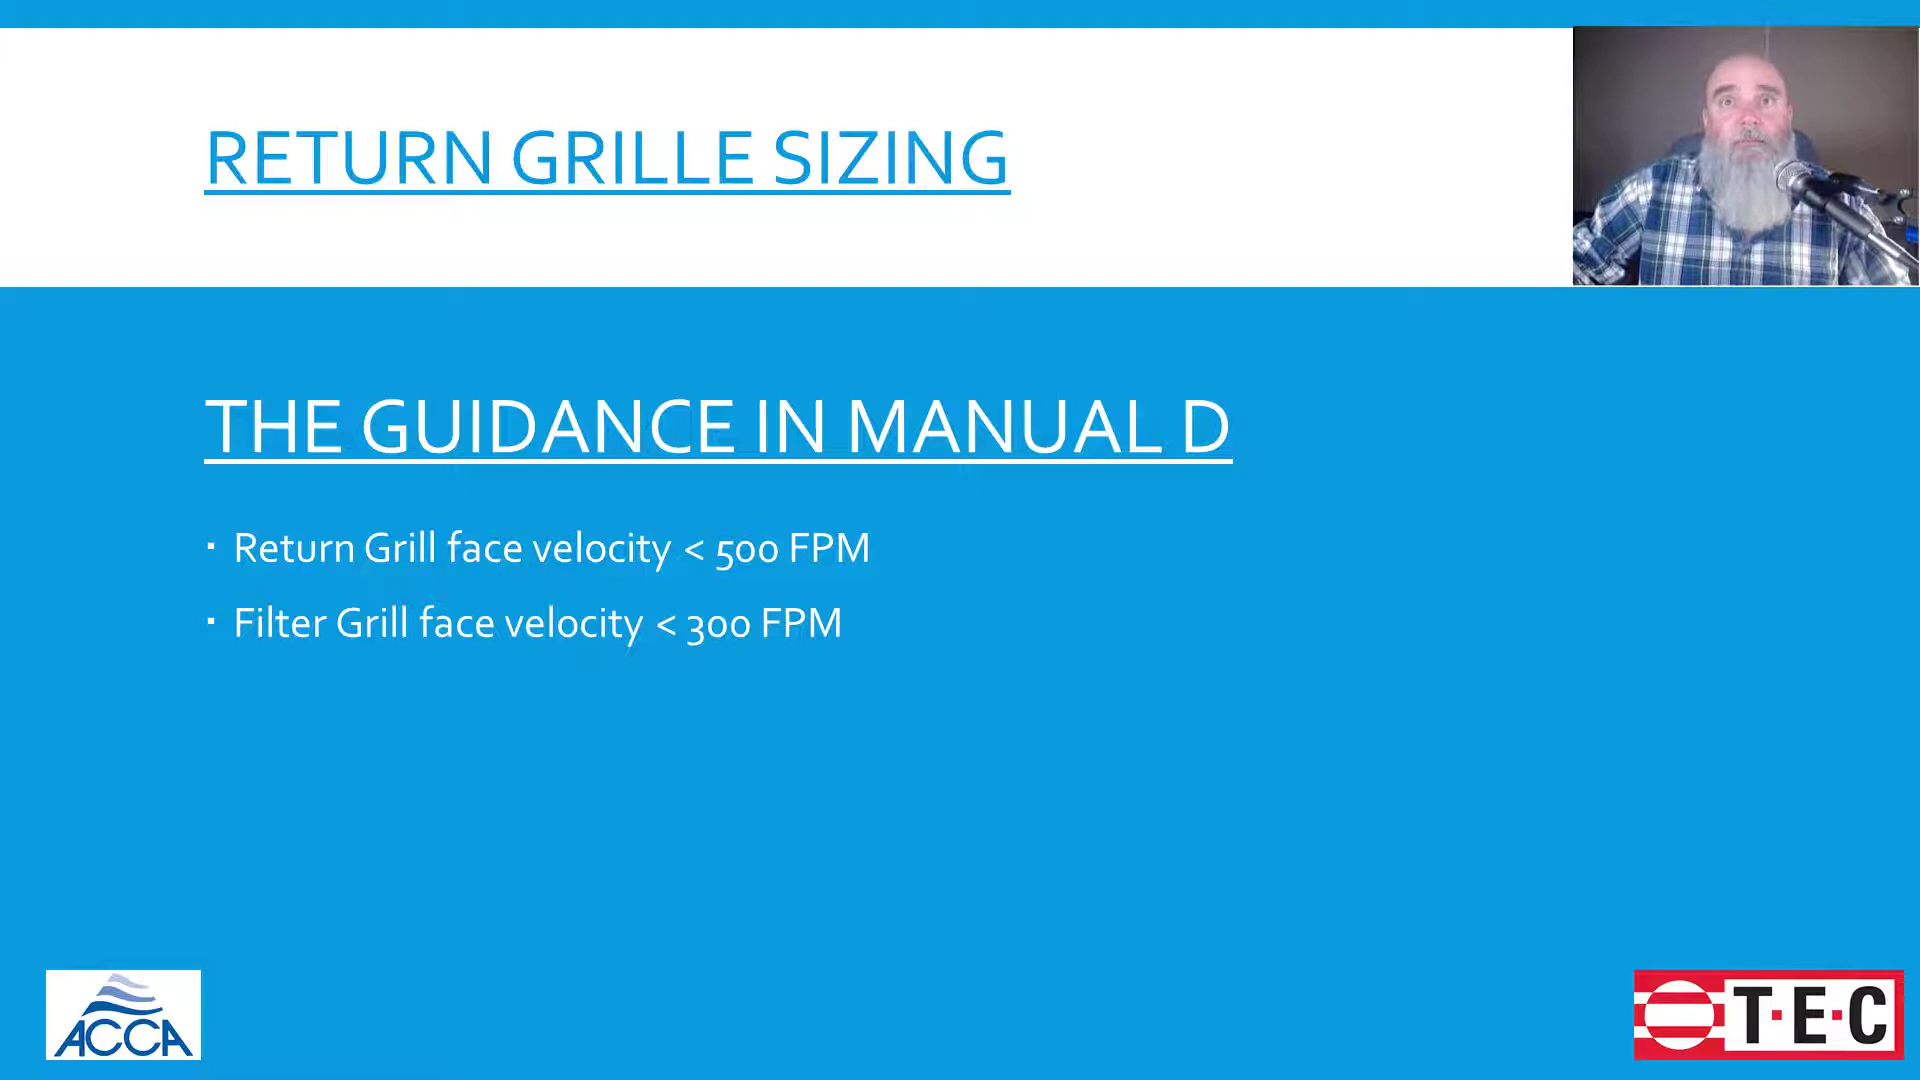 RETURN GRILLE SIZING
THE GUIDANCE IN MANUAL D
▪ Return Grill face velocity < 500 FPM
▪ Filter Grill face velocity < 300 FPM
ACCA
T·E·C